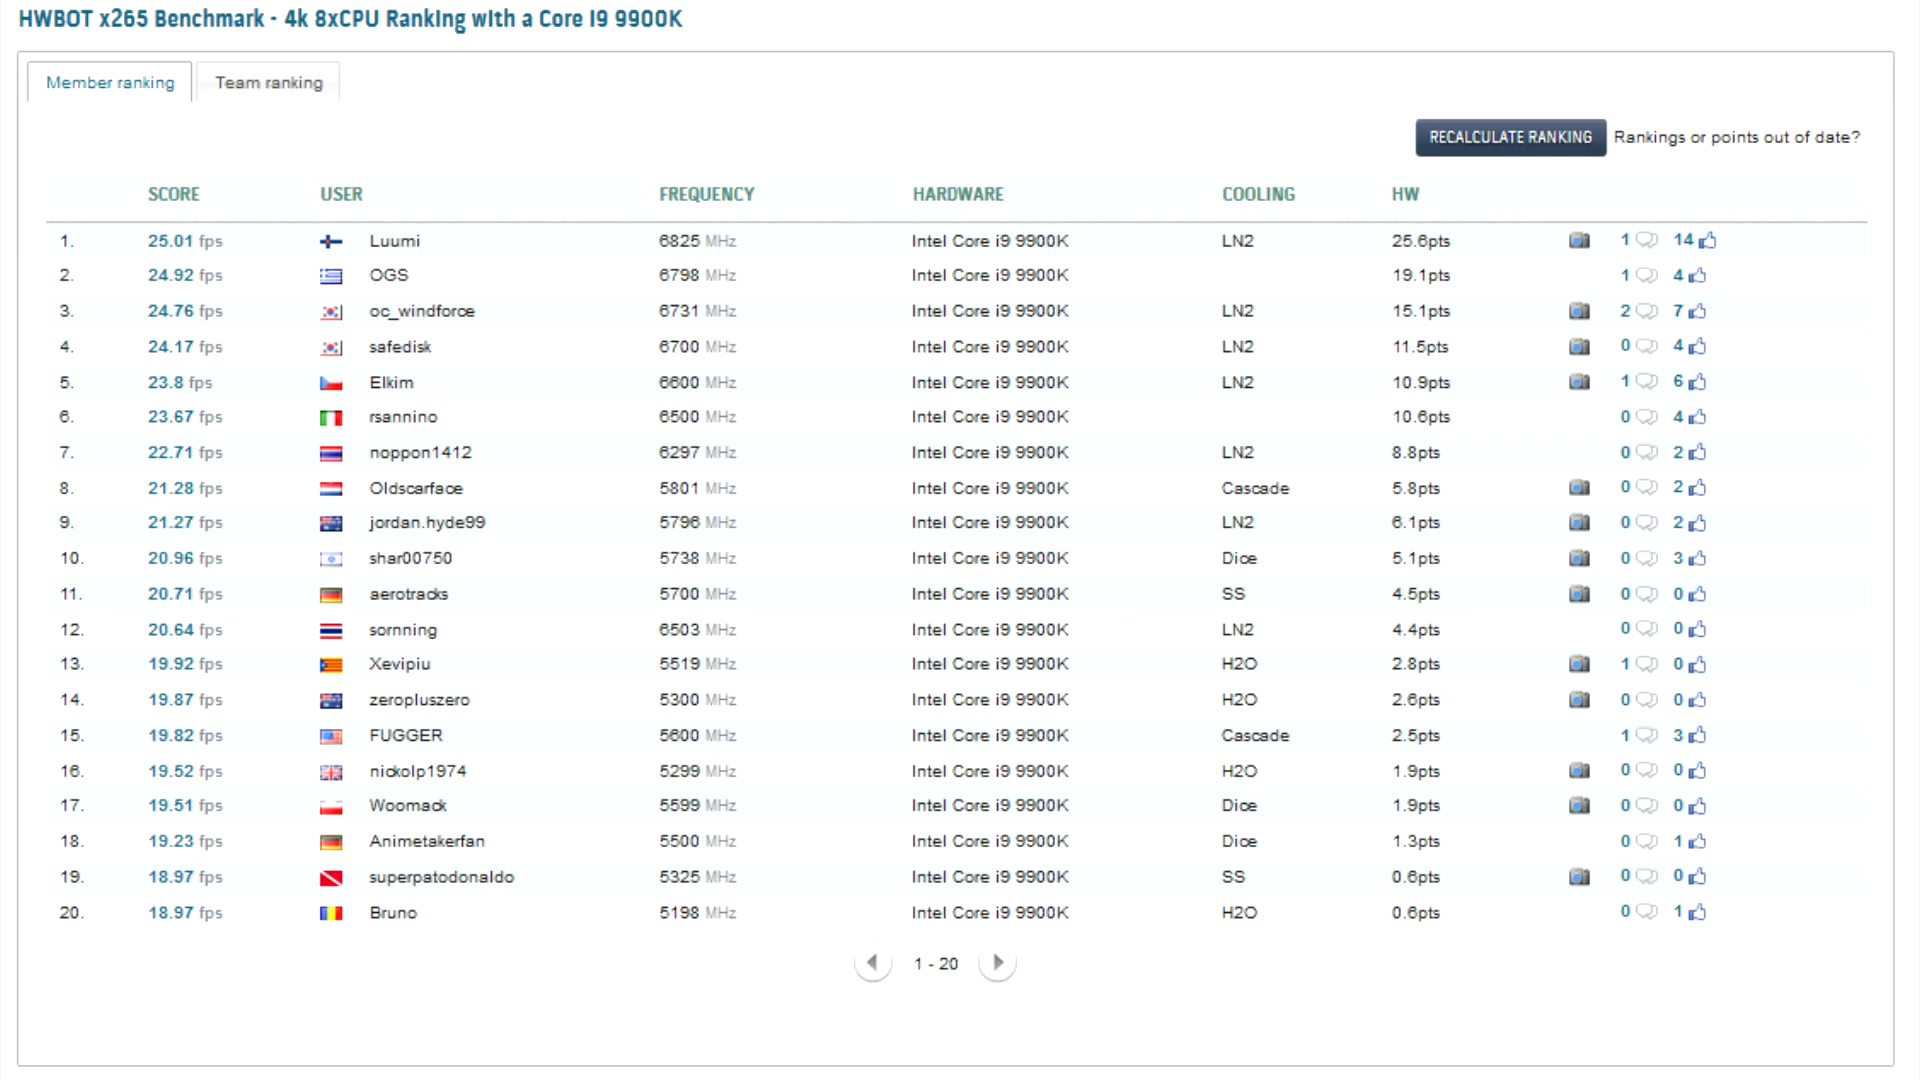 HWBOT x265 Benchmark - 4k 8xCPU Ranking with a Core i9 9900K
Member ranking Team ranking
RECALCULATE RANKING Rankings or points out of date?
SCORE USER FREQUENCY HARDWARE COOLING HW
1. 25.01 fps Luumi 6825 MHz Intel Core i9 9900K LN2 25.6pts 1 14
2. 24.92 fps OGS 6798 MHz Intel Core i9 9900K 19.1pts 1 4
3. 24.76 fps oc_windforce 6731 MHz Intel Core i9 9900K LN2 15.1pts 2 7
4. 24.17 fps safedisk 6700 MHz Intel Core i9 9900K LN2 11.5pts 0 4
5. 23.8 fps Elkim 6600 MHz Intel Core i9 9900K LN2 10.9pts 1 6
6. 23.67 fps rsannino 6500 MHz Intel Core i9 9900K 10.6pts 0 4
7. 22.71 fps noppon1412 6297 MHz Intel Core i9 9900K LN2 8.8pts 0 2
8. 21.28 fps Oldscarface 5801 MHz Intel Core i9 9900K Cascade 5.8pts 0 2
9. 21.27 fps jordan.hyde99 5796 MHz Intel Core i9 9900K LN2 6.1pts 0 2
10. 20.96 fps shar00750 5738 MHz Intel Core i9 9900K Dice 5.1pts 0 3
11. 20.71 fps aerotracks 5700 MHz Intel Core i9 9900K SS 4.5pts 0 0
12. 20.64 fps sornning 6503 MHz Intel Core i9 9900K LN2 4.4pts 0 0
13. 19.92 fps Xevipiu 5519 MHz Intel Core i9 9900K H2O 2.8pts 1 0
14. 19.87 fps zeropluszero 5300 MHz Intel Core i9 9900K H2O 2.6pts 0 0
15. 19.82 fps FUGGER 5600 MHz Intel Core i9 9900K Cascade 2.5pts 1 3
16. 19.52 fps nickolp1974 5299 MHz Intel Core i9 9900K H2O 1.9pts 0 0
17. 19.51 fps Woomack 5599 MHz Intel Core i9 9900K Dice 1.9pts 0 0
18. 19.23 fps Animetakerfan 5500 MHz Intel Core i9 9900K Dice 1.3pts 0 1
19. 18.97 fps superpatodonaldo 5325 MHz Intel Core i9 9900K SS 0.6pts 0 0
20. 18.97 fps Bruno 5198 MHz Intel Core i9 9900K H2O 0.6pts 0 1
1 - 20